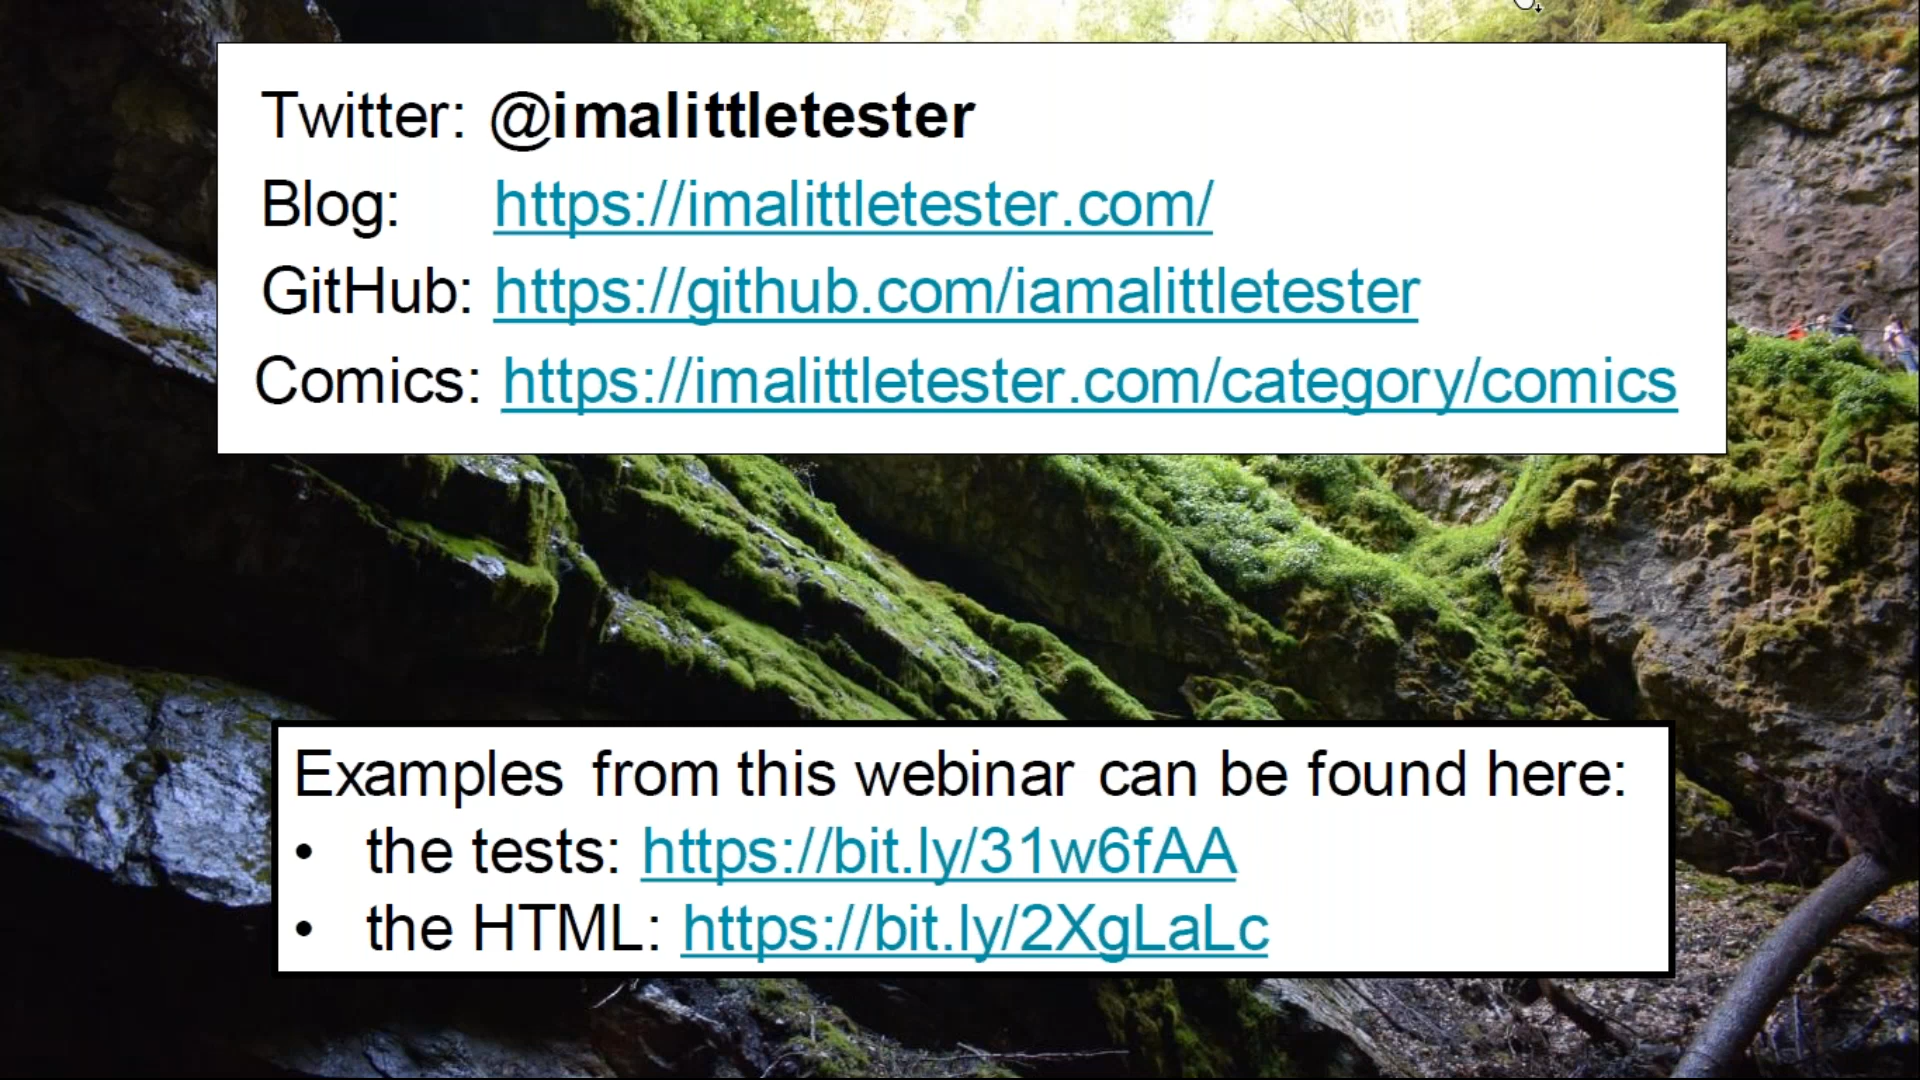 Twitter: @imalittletester
Blog: https://imalittletester.com/
GitHub: https://github.com/iamalittletester
Comics: https://imalittletester.com/category/comics
Examples from this webinar can be found here:
• the tests: https://bit.ly/31w6fAA
• the HTML: https://bit.ly/2XgLaLc